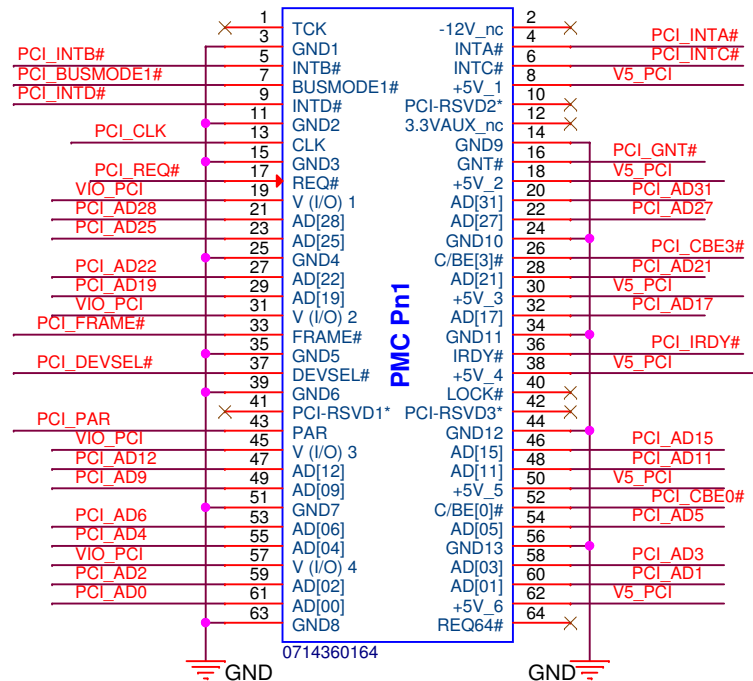 1 TCK -12V_nc 2
3 GND1 INTA# 4 PCI_INTA#
PCI_INTB# 5 INTB# INTC# 6 PCI_INTC#
PCI_BUSMODE1# 7 BUSMODE1# +5V_1 8 V5_PCI
PCI_INTD# 9 INTD# PCI-RSVD2* 10
11 GND2 3.3VAUX_nc 12
PCI_CLK 13 CLK GND9 14
15 GND3 GNT# 16 PCI_GNT#
PCI_REQ# 17 REQ# +5V_2 18 V5_PCI
VIO_PCI 19 V (I/O) 1 AD[31] 20 PCI_AD31
PCI_AD28 21 AD[28] AD[27] 22 PCI_AD27
PCI_AD25 23 AD[25] GND10 24
25 GND4 C/BE[3]# 26 PCI_CBE3#
PCI_AD22 27 AD[22] AD[21] 28 PCI_AD21
PCI_AD19 29 AD[19] +5V_3 30 V5_PCI
VIO_PCI 31 V (I/O) 2 AD[17] 32 PCI_AD17
PCI_FRAME# 33 FRAME# GND11 34
35 GND5 IRDY# 36 PCI_IRDY#
PCI_DEVSEL# 37 DEVSEL# +5V_4 38 V5_PCI
39 GND6 LOCK# 40
41 PCI-RSVD1* PCI-RSVD3* 42
PCI_PAR 43 PAR GND12 44
VIO_PCI 45 V (I/O) 3 AD[15] 46 PCI_AD15
PCI_AD12 47 AD[12] AD[11] 48 PCI_AD11
PCI_AD9 49 AD[09] +5V_5 50 V5_PCI
51 GND7 C/BE[0]# 52 PCI_CBE0#
PCI_AD6 53 AD[06] AD[05] 54 PCI_AD5
PCI_AD4 55 AD[04] GND13 56
VIO_PCI 57 V (I/O) 4 AD[03] 58 PCI_AD3
PCI_AD2 59 AD[02] AD[01] 60 PCI_AD1
PCI_AD0 61 AD[00] +5V_6 62 V5_PCI
63 GND8 REQ64# 64
PMC Pn1
0714360164
GND GND